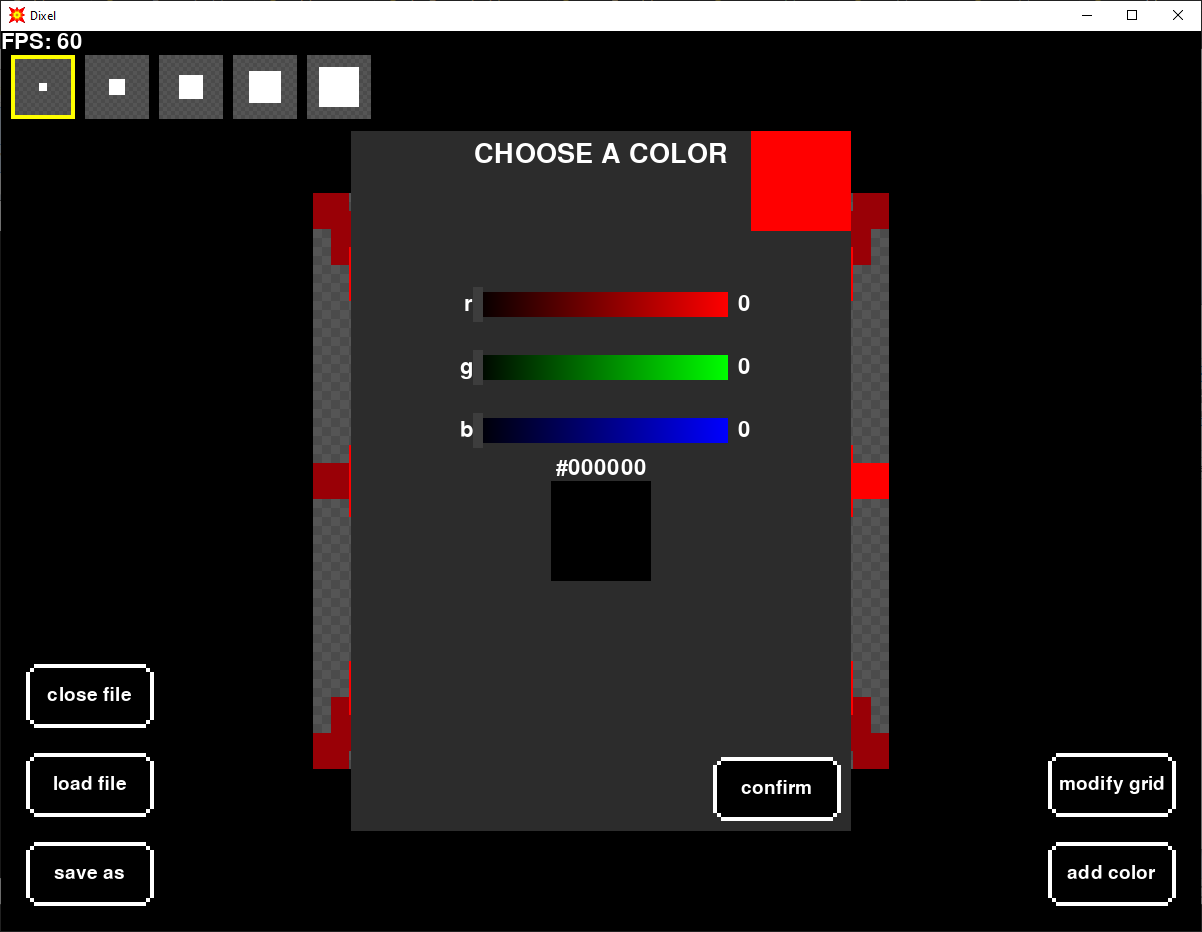 Dixel
FPS: 60
CHOOSE A COLOR
r 0
g 0
b 0
#000000
close file
load file
save as
confirm
modify grid
add color